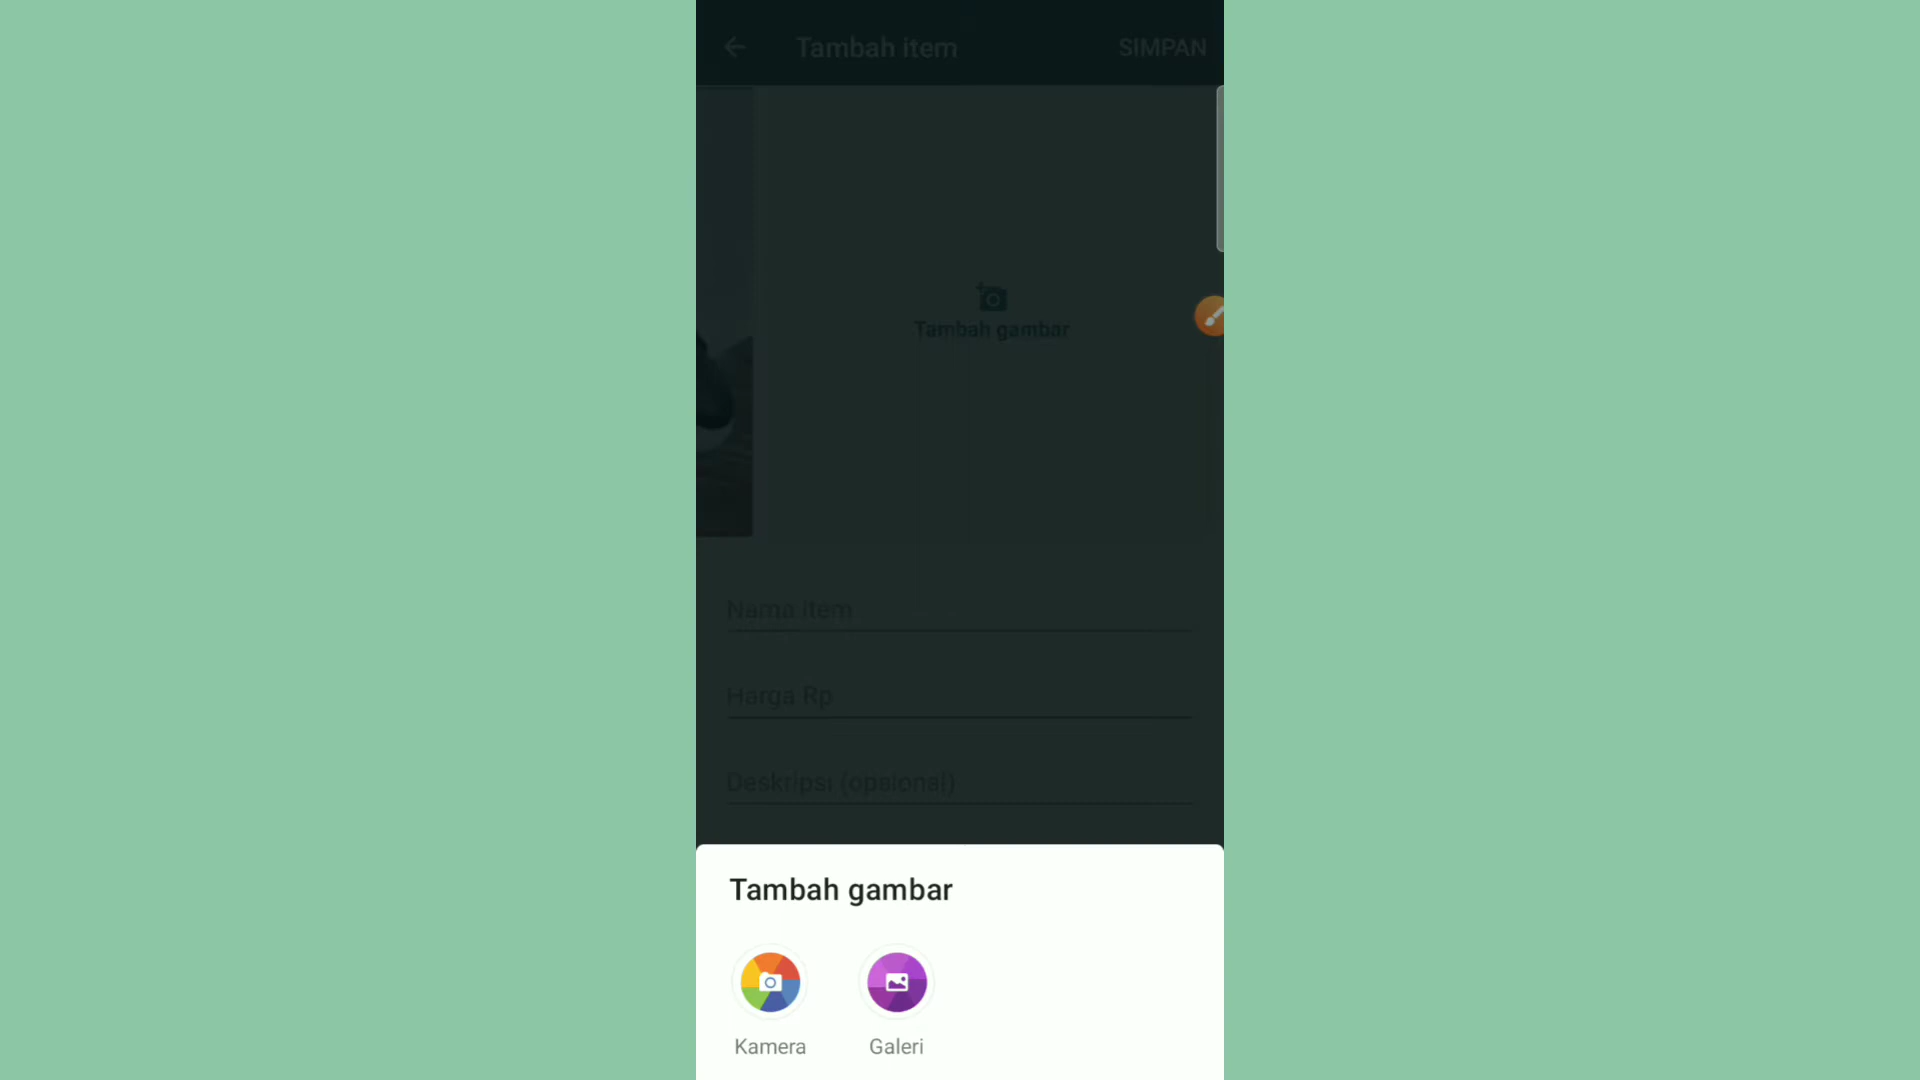 Tambah item
SIMPAN
Tambah gambar
Nama item
Harga Rp
Deskripsi (opsional)
Tambah gambar
Kamera
Galeri